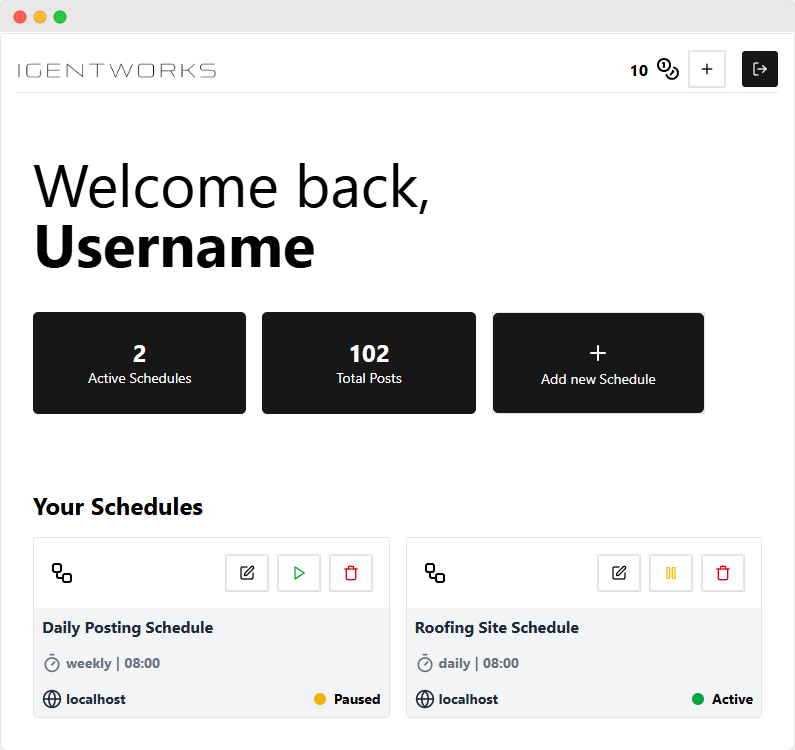 IGENTWORKS
10
Welcome back,
Username
2
Active Schedules
102
Total Posts
Add new Schedule
Your Schedules
Daily Posting Schedule
weekly | 08:00
localhost
Paused
Roofing Site Schedule
daily | 08:00
localhost
Active